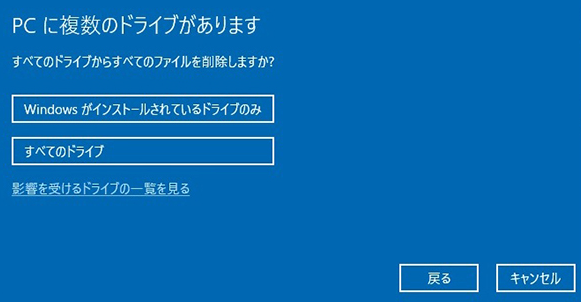 PC に複数のドライブがあります
すべてのドライブからすべてのファイルを削除しますか?
Windows がインストールされているドライブのみ
すべてのドライブ
影響を受けるドライブの一覧を見る
戻る
キャンセル